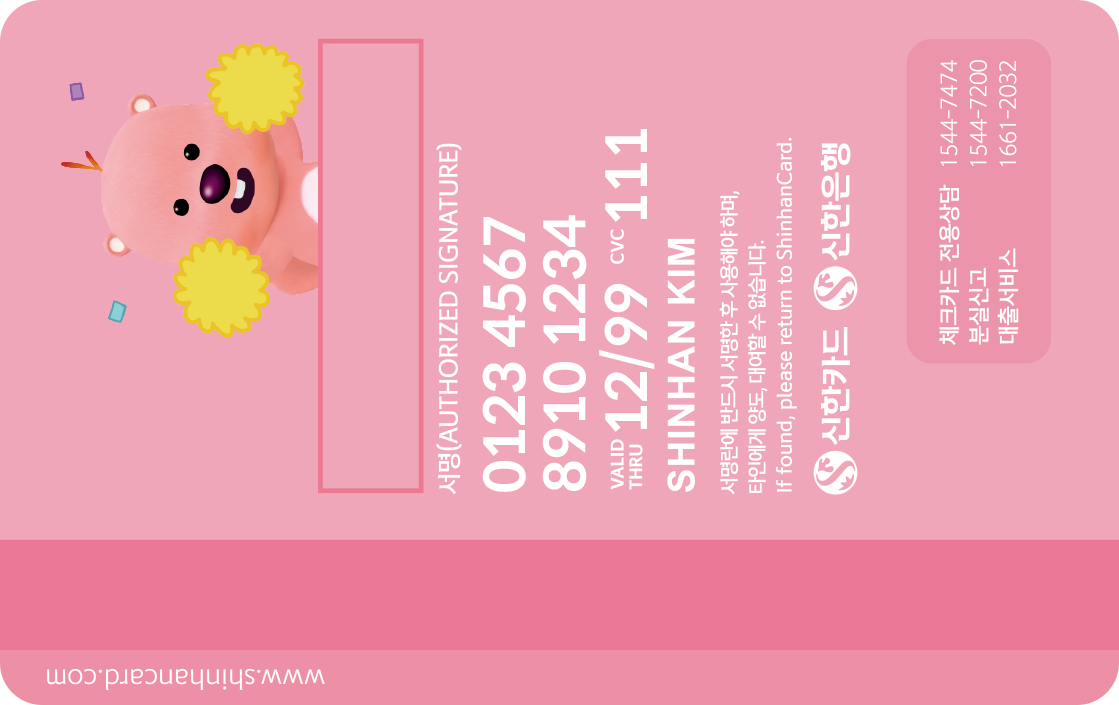 서명(AUTHORIZED SIGNATURE)
0123 4567
8910 1234
VALID THRU 12/99 CVC 111
SHINHAN KIM
서명란에 반드시 서명한 후 사용해야 하며,
타인에게 양도, 대여할 수 없습니다.
If found, please return to ShinhanCard.
신한카드 신한은행
체크카드 전용상담 1544-7474
분실신고 1544-7200
대출서비스 1661-2032
www.shinhancard.com